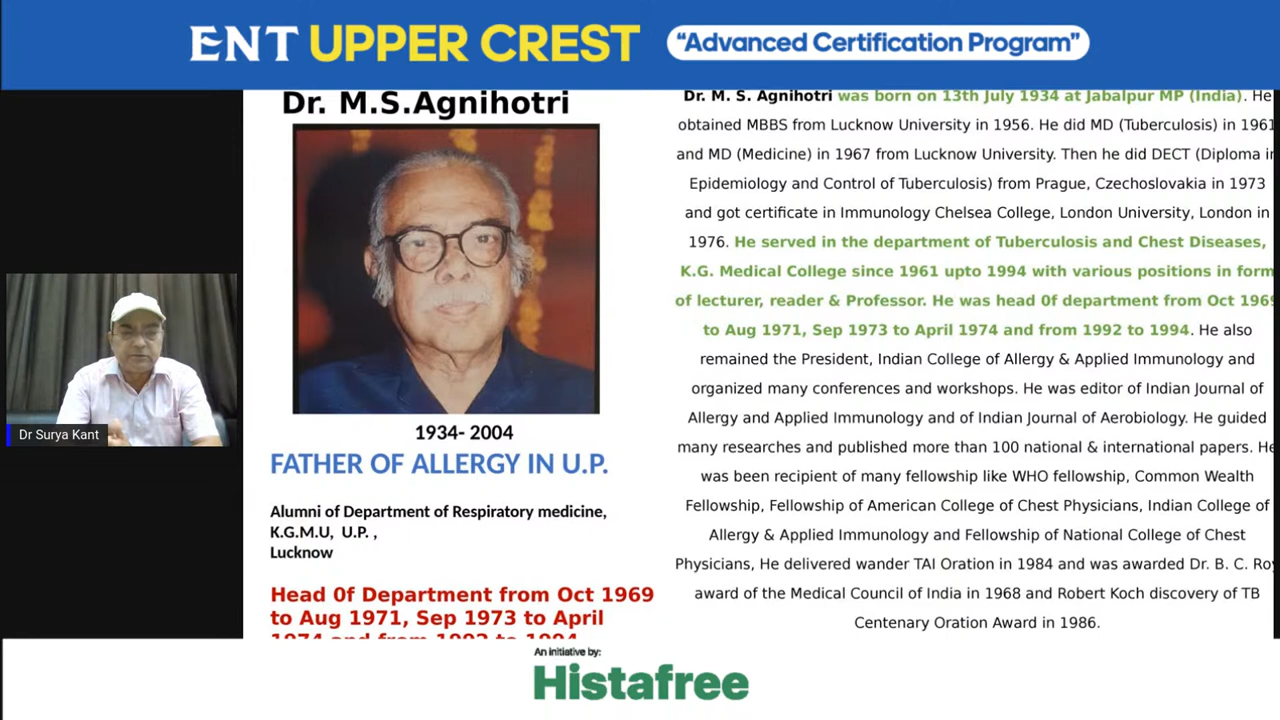 ENT UPPER CREST "Advanced Certification Program"
Dr. M.S.Agnihotri
1934- 2004
FATHER OF ALLERGY IN U.P.
Alumni of Department of Respiratory medicine,
K.G.M.U, U.P. ,
Lucknow
Head 0f Department from Oct 1969
to Aug 1971, Sep 1973 to April
1974 and from 1992 to 1994
Dr. M. S. Agnihotri was born on 13th July 1934 at Jabalpur MP (India). He
obtained MBBS from Lucknow University in 1956. He did MD (Tuberculosis) in 1961
and MD (Medicine) in 1967 from Lucknow University. Then he did DECT (Diploma in
Epidemiology and Control of Tuberculosis) from Prague, Czechoslovakia in 1973
and got certificate in Immunology Chelsea College, London University, London in
1976. He served in the department of Tuberculosis and Chest Diseases,
K.G. Medical College since 1961 upto 1994 with various positions in form
of lecturer, reader & Professor. He was head 0f department from Oct 1969
to Aug 1971, Sep 1973 to April 1974 and from 1992 to 1994. He also
remained the President, Indian College of Allergy & Applied Immunology and
organized many conferences and workshops. He was editor of Indian Journal of
Allergy and Applied Immunology and of Indian Journal of Aerobiology. He guided
many researches and published more than 100 national & international papers. He
was been recipient of many fellowship like WHO fellowship, Common Wealth
Fellowship, Fellowship of American College of Chest Physicians, Indian College of
Allergy & Applied Immunology and Fellowship of National College of Chest
Physicians, He delivered wander TAI Oration in 1984 and was awarded Dr. B. C. Roy
award of the Medical Council of India in 1968 and Robert Koch discovery of TB
Centenary Oration Award in 1986.
Dr Surya Kant
An initiative by:
Histafree